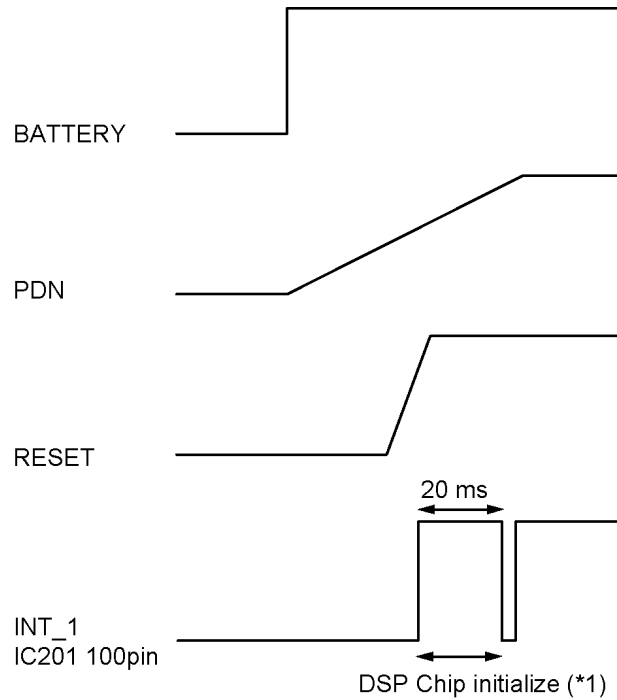 BATTERY
PDN
RESET
20 ms
INT_1
IC201 100pin
DSP Chip initialize (*1)